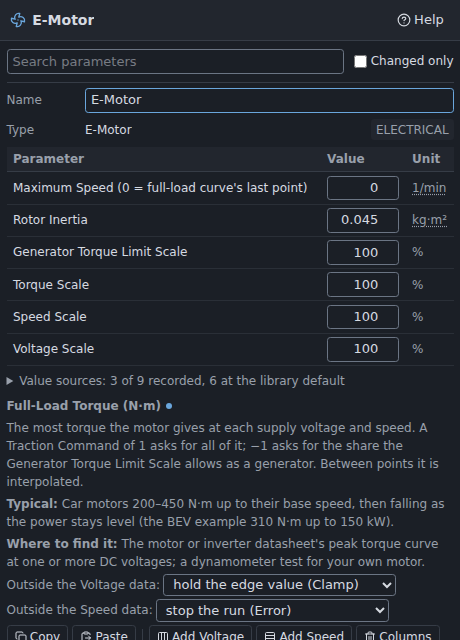 E-Motor
Help
Search parameters
Changed only
Name
E-Motor
Type E-Motor ELECTRICAL
Parameter Value Unit
Maximum Speed (0 = full-load curve's last point) 0 1/min
Rotor Inertia 0.045 kg·m²
Generator Torque Limit Scale 100 %
Torque Scale 100 %
Speed Scale 100 %
Voltage Scale 100 %
Value sources: 3 of 9 recorded, 6 at the library default
Full-Load Torque (N·m)
The most torque the motor gives at each supply voltage and speed. A
Traction Command of 1 asks for all of it; −1 asks for the share the
Generator Torque Limit Scale allows as a generator. Between points it is
interpolated.
Typical: Car motors 200–450 N·m up to their base speed, then falling as
the power stays level (the BEV example 310 N·m up to 150 kW).
Where to find it: The motor or inverter datasheet's peak torque curve
at one or more DC voltages; a dynamometer test for your own motor.
Outside the Voltage data: hold the edge value (Clamp)
Outside the Speed data: stop the run (Error)
Copy Paste Add Voltage Add Speed Columns